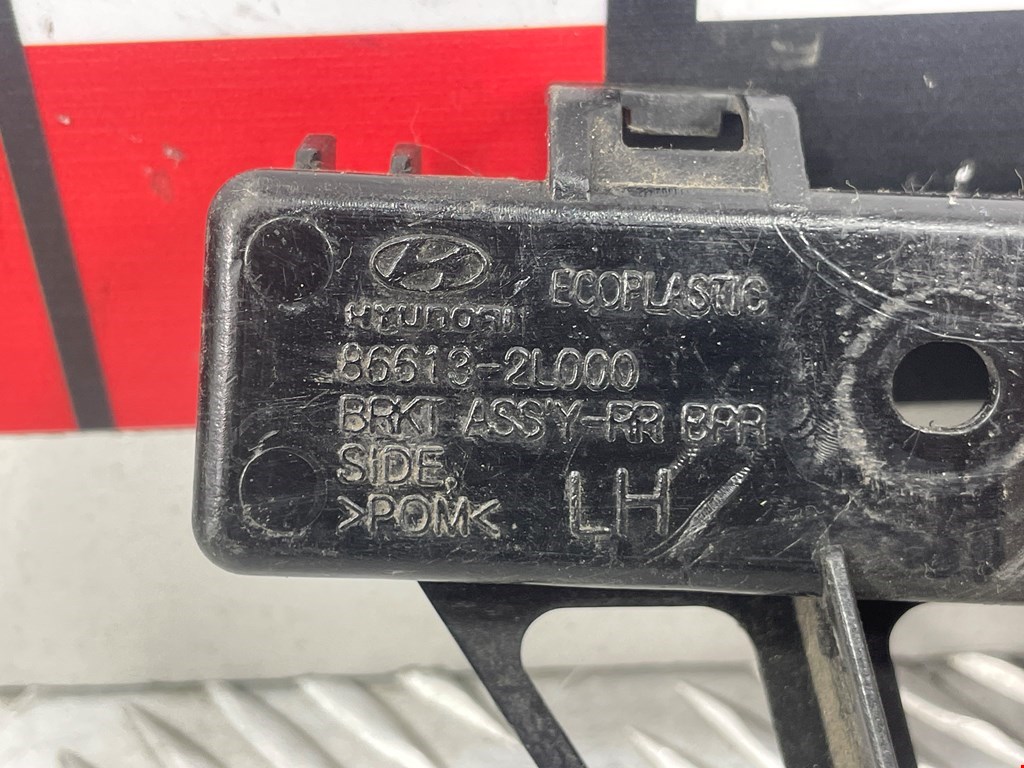 HYUNDAI ECOPLASTIC
86613-2L000
BRKT ASS'Y-RR BPR
SIDE,
>POM< LH